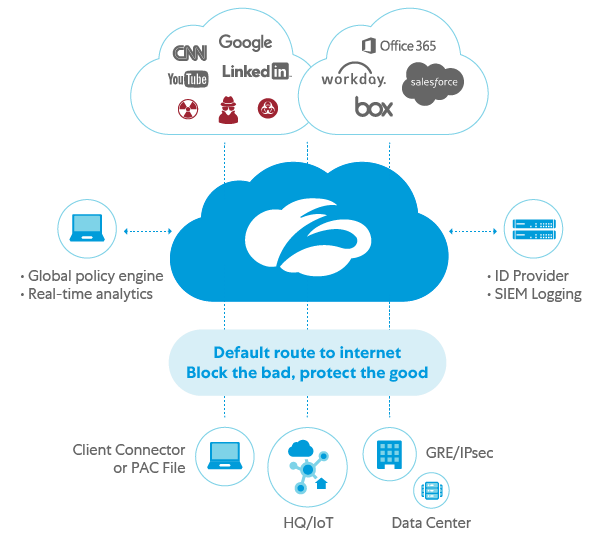 CNN
Google
YouTube
LinkedIn
Office 365
workday.
salesforce
box
• Global policy engine
• Real-time analytics
• ID Provider
• SIEM Logging
Default route to internet
Block the bad, protect the good
Client Connector
or PAC File
HQ/IoT
GRE/IPsec
Data Center